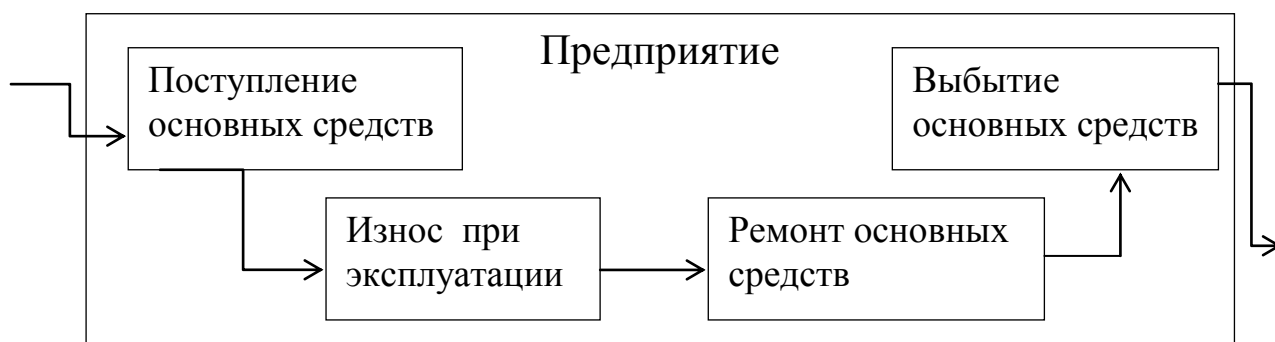 Предприятие
Поступление
основных средств
Износ при
эксплуатации
Ремонт основных
средств
Выбытие
основных средств